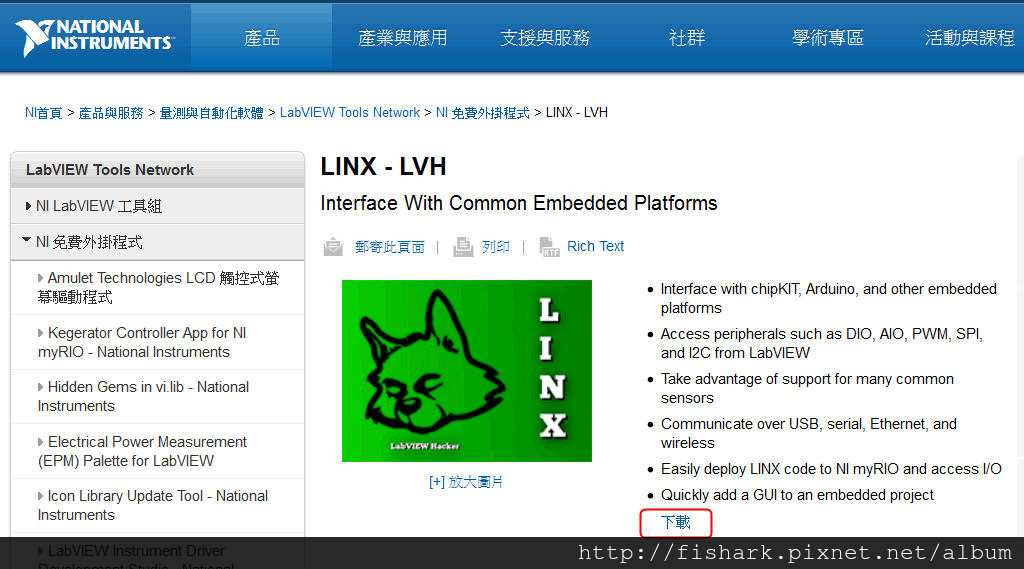 NATIONAL
INSTRUMENTS
產品
產業與應用
支援與服務
社群
學術專區
活動與課程
NI首頁 > 產品與服務 > 量測與自動化軟體 > LabVIEW Tools Network > NI 免費外掛程式 > LINX - LVH
LabVIEW Tools Network
NI LabVIEW 工具組
NI 免費外掛程式
Amulet Technologies LCD 觸控式螢
幕驅動程式
Kegerator Controller App for NI
myRIO - National Instruments
Hidden Gems in vi.lib - National
Instruments
Electrical Power Measurement
(EPM) Palette for LabVIEW
Icon Library Update Tool - National
Instruments
LabVIEW Instrument Driver
Development Studio - National
LINX - LVH
Interface With Common Embedded Platforms
郵寄此頁面 | 列印 | Rich Text
LINX
LabVIEW Hacker
[+] 放大圖片
Interface with chipKIT, Arduino, and other embedded
platforms
Access peripherals such as DIO, AIO, PWM, SPI,
and I2C from LabVIEW
Take advantage of support for many common
sensors
Communicate over USB, serial, Ethernet, and
wireless
Easily deploy LINX code to NI myRIO and access I/O
Quickly add a GUI to an embedded project
下載
http://fishark.pixnet.net/album